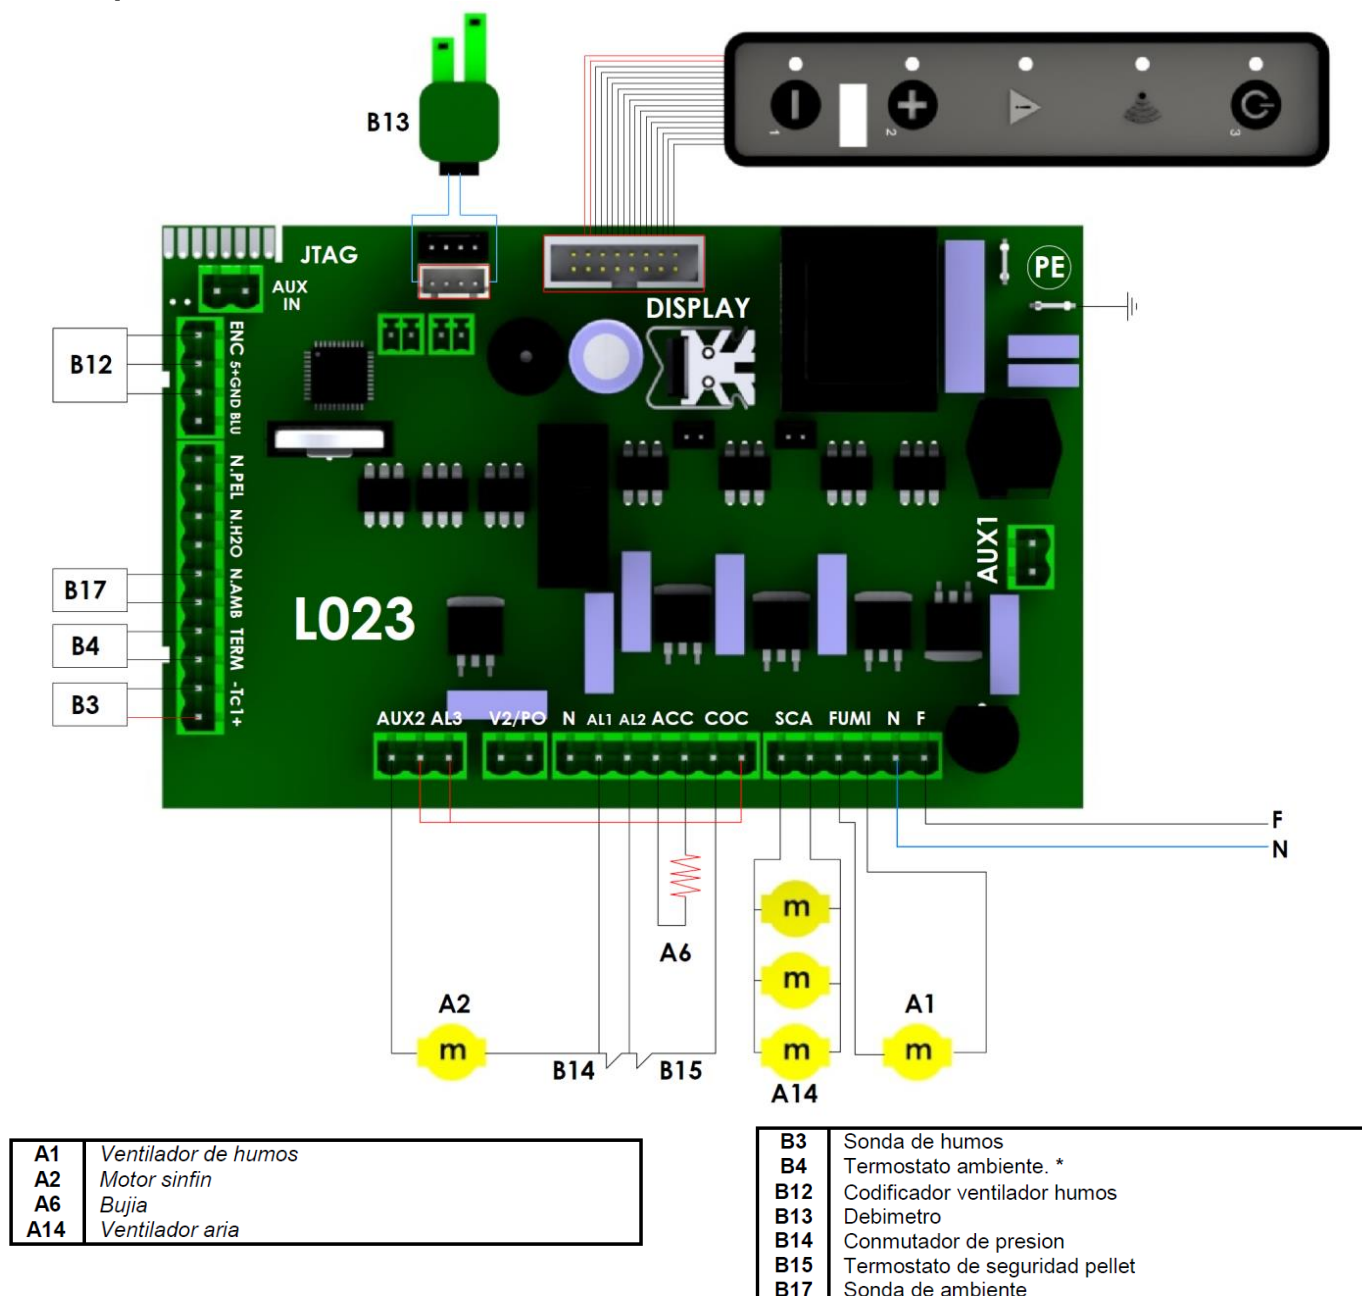 B13
1
2
3
JTAG
PE
AUX
IN
DISPLAY
ENC 5+GND BLU
B12
N.PEL N.H2O N.AMB TERM -Tc1+
AUX1
B17
L023
B4
B3
AUX2 AL3 V2/PO N AL1 AL2 ACC COC SCA FUMI N F
F
N
m
A6
m
A2
A1
m
m
m
B14
B15
A14
A1 Ventilador de humos
A2 Motor sinfin
A6 Bujia
A14 Ventilador aria
B3 Sonda de humos
B4 Termostato ambiente. *
B12 Codificador ventilador humos
B13 Debimetro
B14 Conmutador de presion
B15 Termostato de seguridad pellet
B17 Sonda de ambiente